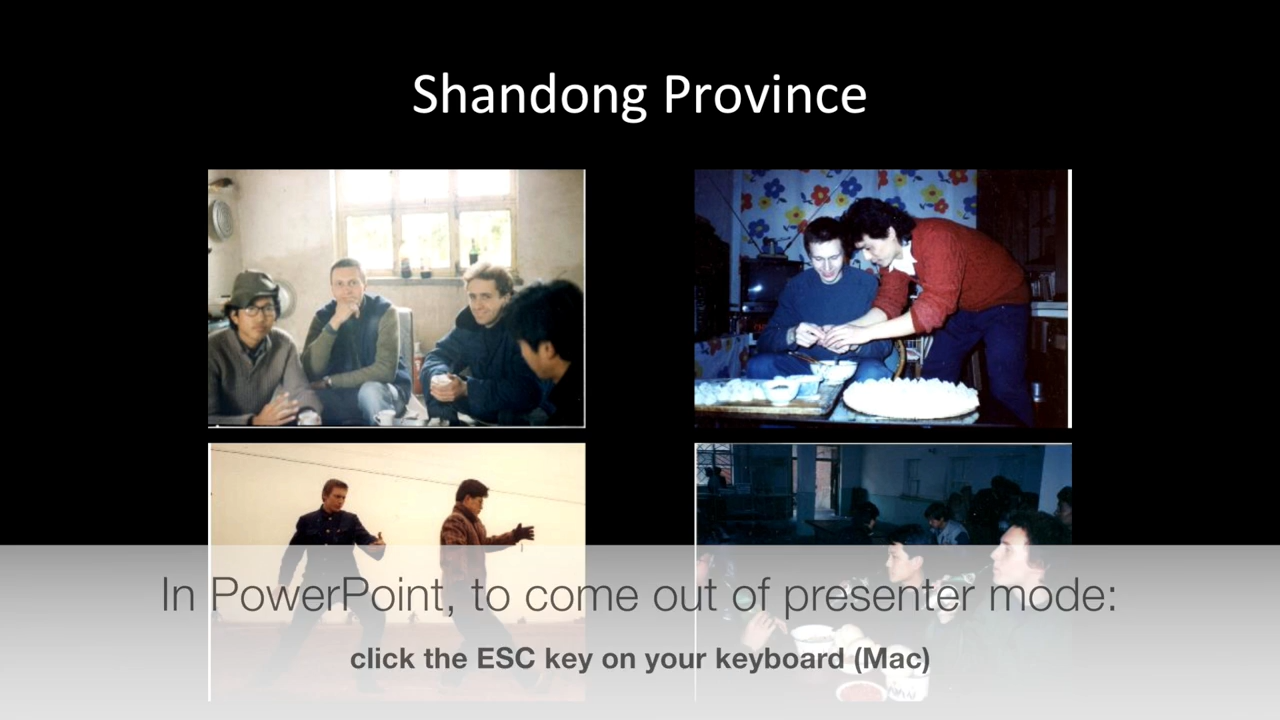 Shandong Province
In PowerPoint, to come out of presenter mode:
click the ESC key on your keyboard (Mac)